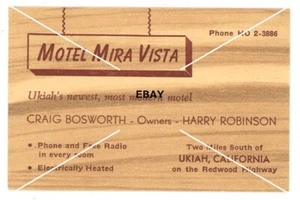 Phone HO 2-3886
MOTEL MIRA VISTA
Ukiah's newest, most modern motel
EBAY
CRAIG BOSWORTH - Owners - HARRY ROBINSON
• Phone and Free Radio
in every room
• Electrically Heated
Two Miles South of
UKIAH, CALIFORNIA
on the Redwood Highway